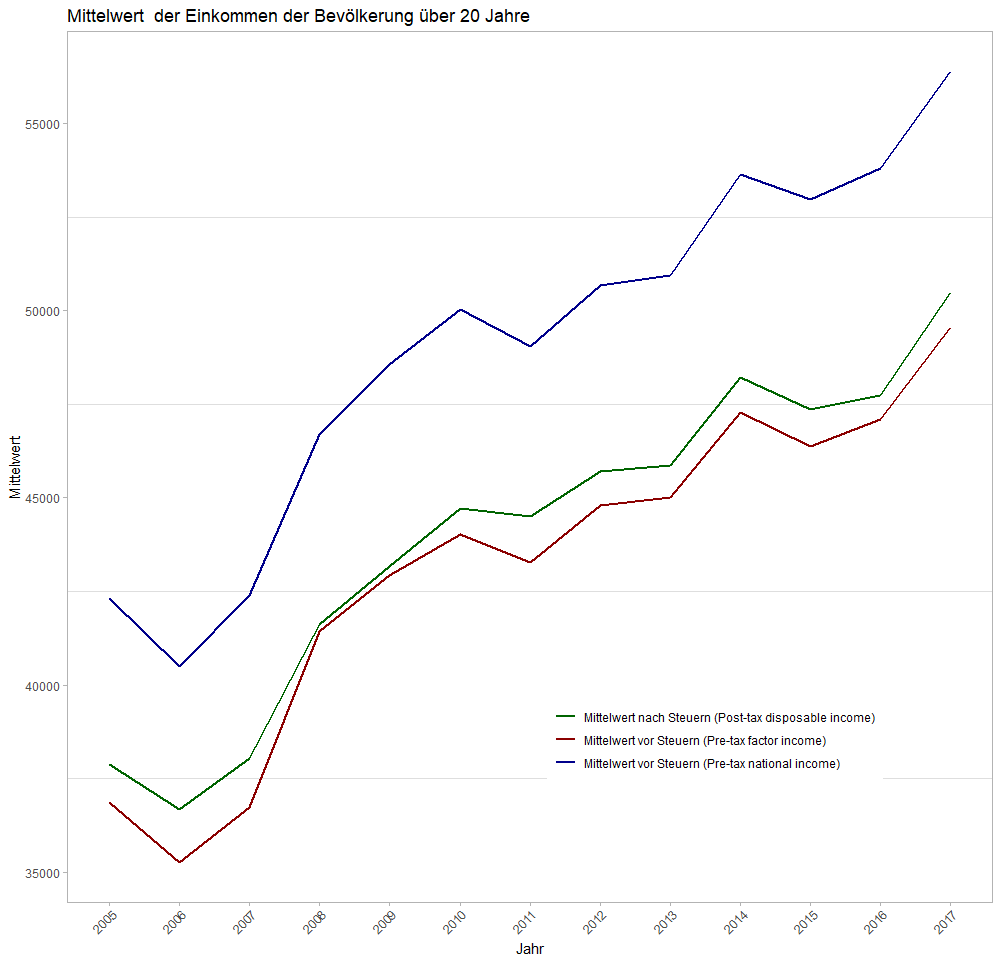 Mittelwert  der Einkommen der Bevölkerung über 20 Jahre
Mittelwert
55000
50000
45000
40000
35000
Mittelwert nach Steuern (Post-tax disposable income)
Mittelwert vor Steuern (Pre-tax factor income)
Mittelwert vor Steuern (Pre-tax national income)
2005 2006 2007 2008 2009 2010 2011 2012 2013 2014 2015 2016 2017
Jahr